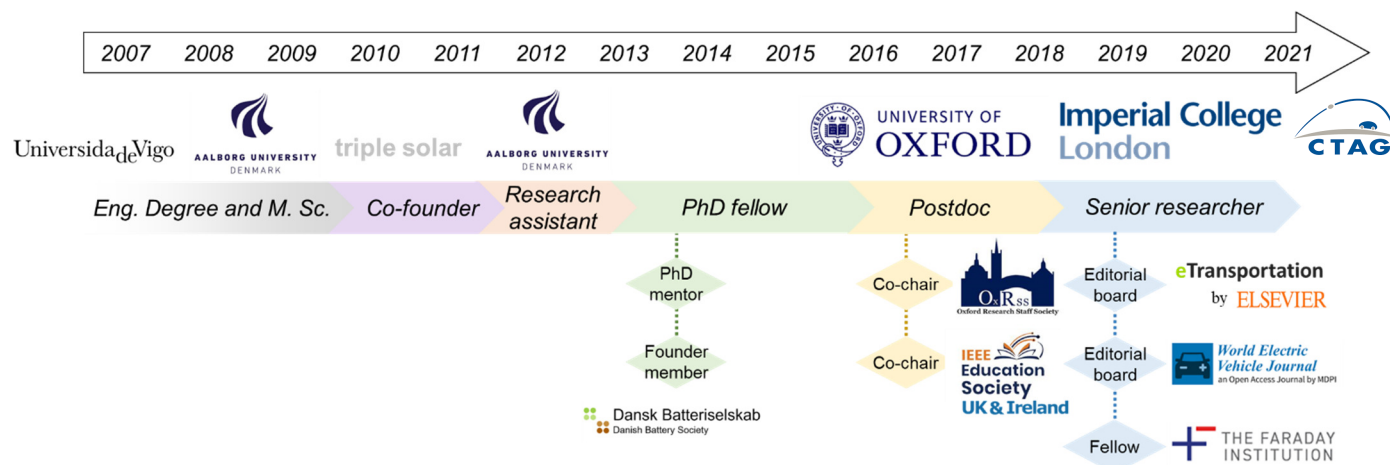 2007 2008 2009 2010 2011 2012 2013 2014 2015 2016 2017 2018 2019 2020 2021
UniversidadeVigo
AALBORG UNIVERSITY
DENMARK
triple solar
AALBORG UNIVERSITY
DENMARK
UNIVERSITY OF
OXFORD
Imperial College
London
CTAG
Eng. Degree and M. Sc.
Co-founder
Research
assistant
PhD fellow
Postdoc
Senior researcher
PhD
mentor
Co-chair
OxRSS
Oxford Research Staff Society
Editorial
board
eTransportation
by ELSEVIER
Founder
member
Co-chair
IEEE
Education
Society
UK & Ireland
Editorial
board
World Electric
Vehicle Journal
an Open Access Journal by MDPI
Dansk Batteriselskab
Danish Battery Society
Fellow
THE FARADAY
INSTITUTION